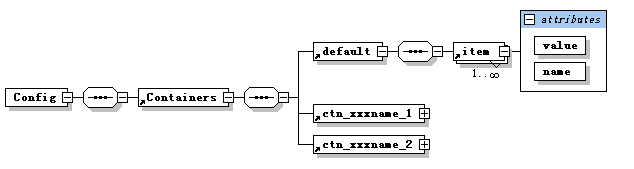 attributes
default
item
value
1..∞
name
Config
Containers
ctn_xxxname_1
ctn_xxxname_2